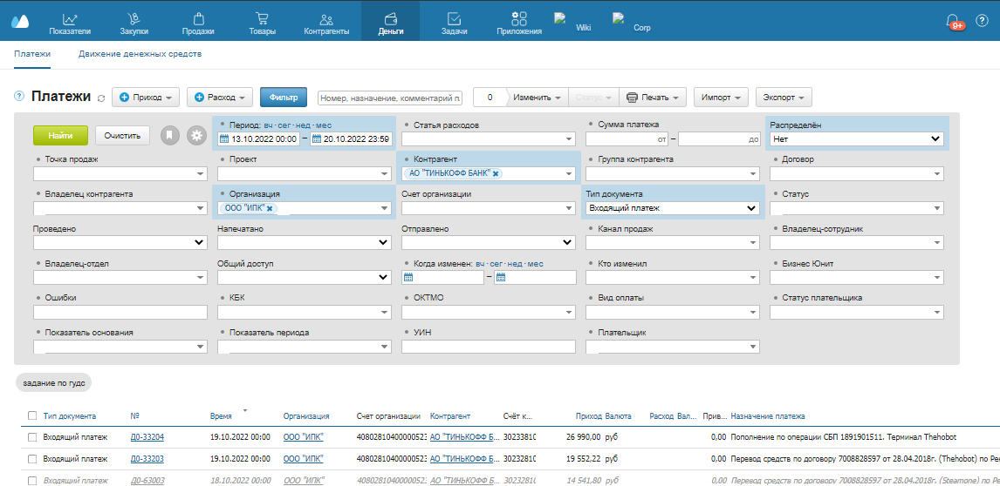 Показатели Закупки Продажи Товары Контрагенты Деньги Задачи Приложения Wiki Corp 9+ ?
Платежи Движение денежных средств
? Платежи Приход Расход Фильтр Номер, назначение, комментарий п. 0 Изменить Статус Печать Импорт Экспорт
Найти Очистить
Период: вч · сег · нед · мес Статья расходов Сумма платежа Распределён
13.10.2022 00:00 – 20.10.2022 23:59 от – до Нет
Точка продаж Проект Контрагент Группа контрагента Договор
АО "ТИНЬКОФФ БАНК" ×
Владелец контрагента Организация Счет организации Тип документа Статус
ООО "ИПК" × Входящий платеж
Проведено Напечатано Отправлено Канал продаж Владелец-сотрудник
Владелец-отдел Общий доступ Когда изменен: вч · сег · нед · мес Кто изменил Бизнес Юнит
–
Ошибки КБК ОКТМО Вид оплаты Статус плательщика
Показатель основания Показатель периода УИН Плательщик
задание по гудс
Тип документа № Время Организация Счет организации Контрагент Счёт к... Приход Валюта Расход Вал... Прив... Назначение платежа
Входящий платеж Д0-33204 19.10.2022 00:00 ООО "ИПК" 40802810400000523 АО "ТИНЬКОФФ Б... 30233810 26 990,00 руб 0,00 Пополнение по операции СБП 1891901511. Терминал Thehobot
Входящий платеж Д0-33203 19.10.2022 00:00 ООО "ИПК" 40802810400000523 АО "ТИНЬКОФФ Б... 30232810 19 552,22 руб 0,00 Перевод средств по договору 7008828597 от 28.04.2018г. (Thehobot) по Рее
Входящий платеж Д0-63003 18.10.2022 00:00 ООО "ИПК" 40802810400000523 АО "ТИНЬКОФФ Б... 30232810 14 541,80 руб 0,00 Перевод средств по договору 7008828597 от 28.04.2018г. (Steamone) по Ре